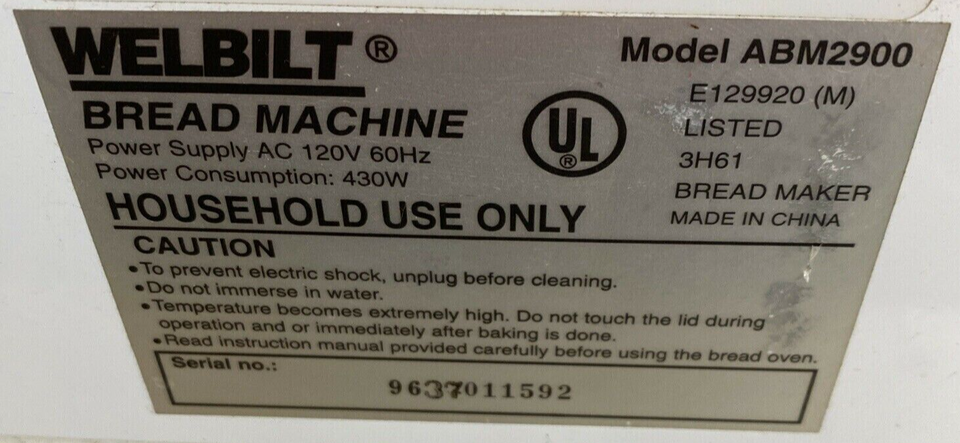 WELBILT®
BREAD MACHINE
Power Supply AC 120V 60Hz
Power Consumption: 430W
HOUSEHOLD USE ONLY
UL®
Model ABM2900
E129920 (M)
LISTED
3H61
BREAD MAKER
MADE IN CHINA
CAUTION
•To prevent electric shock, unplug before cleaning.
•Do not immerse in water.
•Temperature becomes extremely high. Do not touch the lid during
operation and or immediately after baking is done.
•Read instruction manual provided carefully before using the bread oven.
Serial no.:
9637011592